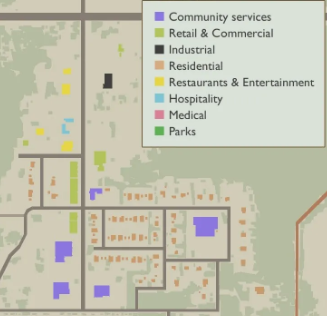 Community services
Retail & Commercial
Industrial
Residential
Restaurants & Entertainment
Hospitality
Medical
Parks